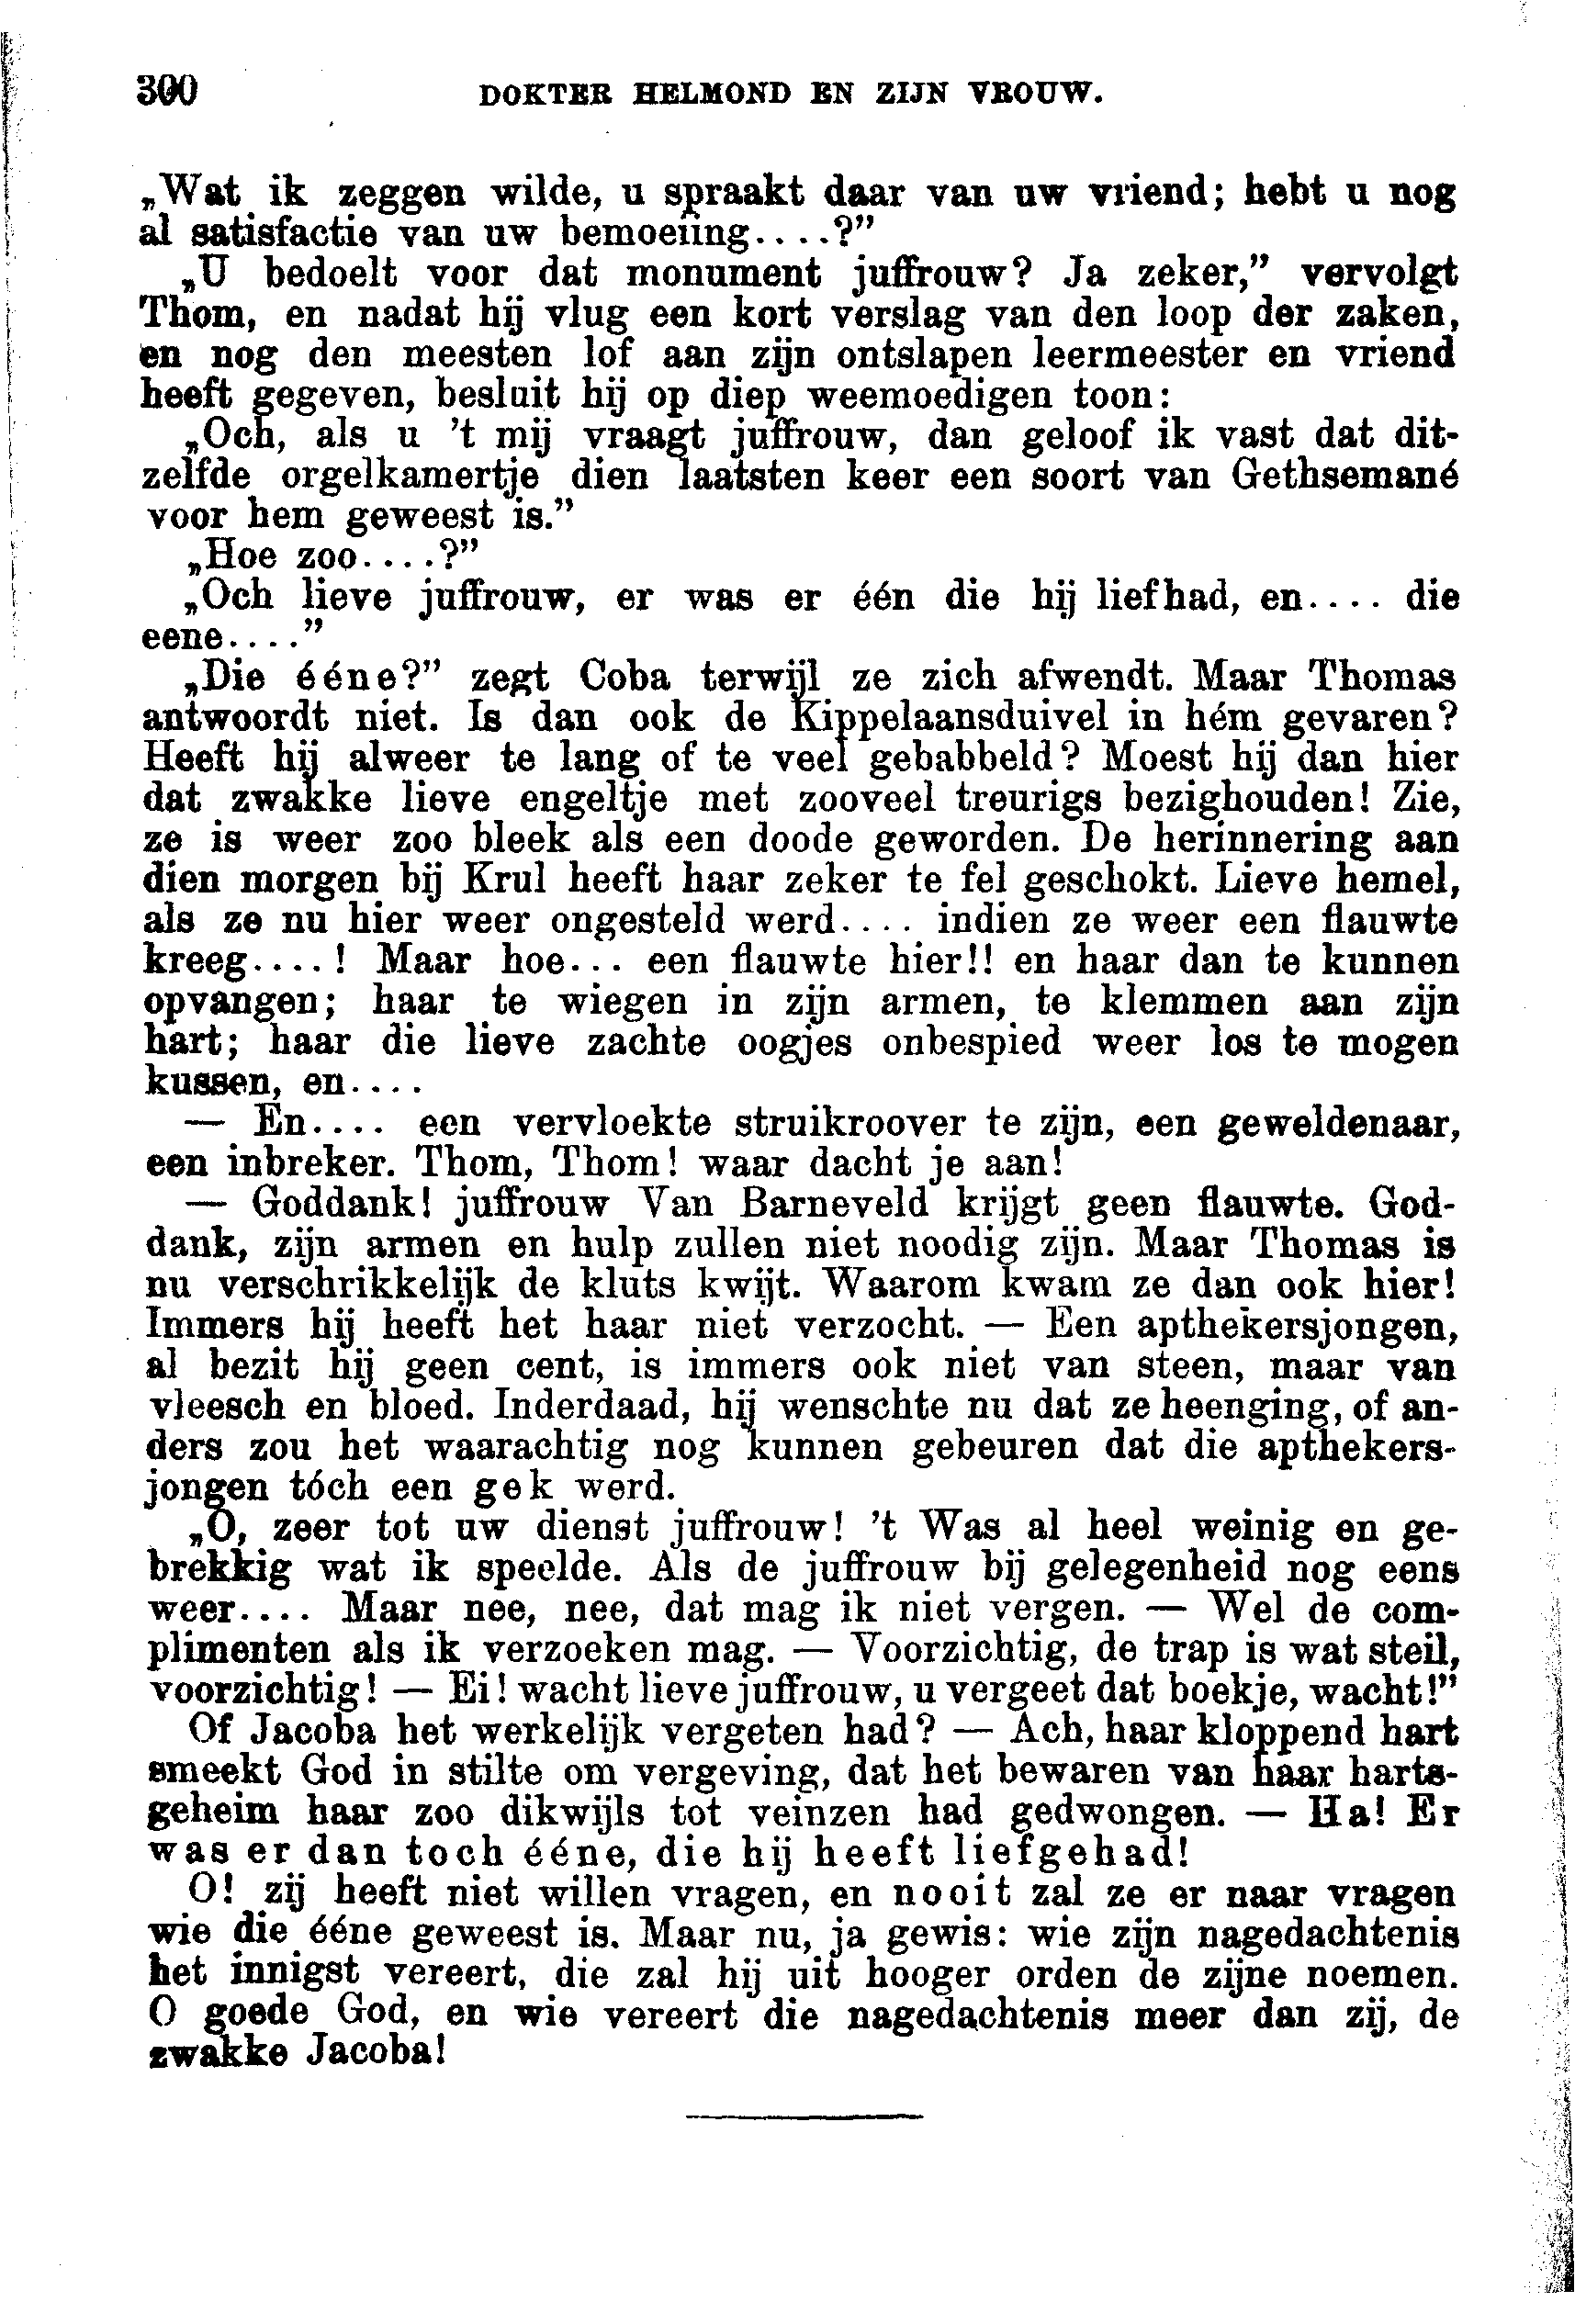 300 DOKTER HELMOND EN ZIJN VROUW.
„Wat ik zeggen wilde, u spraakt daar van uw vriend; hebt u nog
al satisfactie van uw bemoeiing....?”
„U bedoelt voor dat monument juffrouw? Ja zeker,” vervolgt
Thom, en nadat hij vlug een kort verslag van den loop der zaken,
en nog den meesten lof aan zijn ontslapen leermeester en vriend
heeft gegeven, besluit hij op diep weemoedigen toon:
„Och, als u 't mij vraagt juffrouw, dan geloof ik vast dat dit-
zelfde orgelkamertje dien laatsten keer een soort van Gethsemané
voor hem geweest is.”
„Hoe zoo....?”
„Och lieve juffrouw, er was er één die hij liefhad, en.... die
eene....”
„Die ééne?” zegt Coba terwijl ze zich afwendt. Maar Thomas
antwoordt niet. Is dan ook de Kippelaansduivel in hém gevaren?
Heeft hij alweer te lang of te veel gebabbeld? Moest hij dan hier
dat zwakke lieve engeltje met zooveel treurigs bezighouden! Zie,
ze is weer zoo bleek als een doode geworden. De herinnering aan
dien morgen bij Krul heeft haar zeker te fel geschokt. Lieve hemel,
als ze nu hier weer ongesteld werd.... indien ze weer een flauwte
kreeg....! Maar hoe... een flauwte hier!! en haar dan te kunnen
opvangen; haar te wiegen in zijn armen, te klemmen aan zijn
hart; haar die lieve zachte oogjes onbespied weer los te mogen
kussen, en....
— En.... een vervloekte struikroover te zijn, een geweldenaar,
een inbreker. Thom, Thom! waar dacht je aan!
— Goddank! juffrouw Van Barneveld krijgt geen flauwte. God-
dank, zijn armen en hulp zullen niet noodig zijn. Maar Thomas is
nu verschrikkelijk de kluts kwijt. Waarom kwam ze dan ook hier!
Immers hij heeft het haar niet verzocht. — Een apthekersjongen,
al bezit hij geen cent, is immers ook niet van steen, maar van
vleesch en bloed. Inderdaad, hij wenschte nu dat ze heenging, of an-
ders zou het waarachtig nog kunnen gebeuren dat die apthekers-
jongen tóch een gek werd.
„O, zeer tot uw dienst juffrouw! 't Was al heel weinig en ge-
brekkig wat ik speelde. Als de juffrouw bij gelegenheid nog eens
weer.... Maar nee, nee, dat mag ik niet vergen. — Wel de com-
plimenten als ik verzoeken mag. — Voorzichtig, de trap is wat steil,
voorzichtig! — Ei! wacht lieve juffrouw, u vergeet dat boekje, wacht!”
Of Jacoba het werkelijk vergeten had? — Ach, haar kloppend hart
smeekt God in stilte om vergeving, dat het bewaren van haar harts-
geheim haar zoo dikwijls tot veinzen had gedwongen. — Ha! Er
was er dan toch ééne, die hij heeft liefgehad!
O! zij heeft niet willen vragen, en nooit zal ze er naar vragen
wie die ééne geweest is. Maar nu, ja gewis: wie zijn nagedachtenis
het innigst vereert, die zal hij uit hooger orden de zijne noemen.
O goede God, en wie vereert die nagedachtenis meer dan zij, de
zwakke Jacoba!